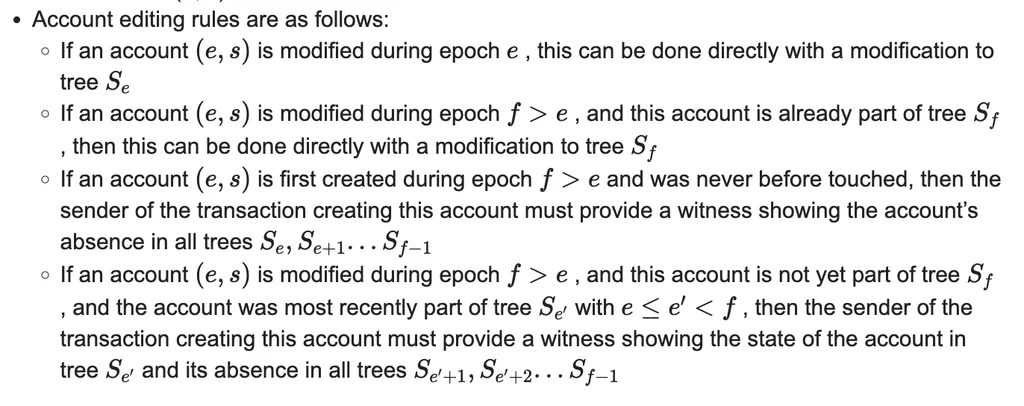 • Account editing rules are as follows:
○ If an account (e, s) is modified during epoch e , this can be done directly with a modification to
tree Sₑ
○ If an account (e, s) is modified during epoch f > e , and this account is already part of tree S_f
, then this can be done directly with a modification to tree S_f
○ If an account (e, s) is first created during epoch f > e and was never before touched, then the
sender of the transaction creating this account must provide a witness showing the account's
absence in all trees S_e, S_{e+1}... S_{f−1}
○ If an account (e, s) is modified during epoch f > e , and this account is not yet part of tree S_f
, and the account was most recently part of tree S_{e′} with e ≤ e′ < f , then the sender of the
transaction creating this account must provide a witness showing the state of the account in
tree S_{e′} and its absence in all trees S_{e′+1}, S_{e′+2}... S_{f−1}